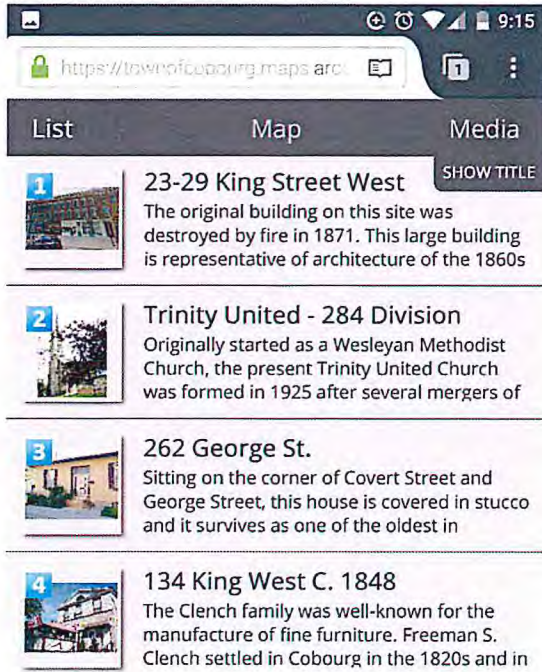 9:15
https://townofcobourg.maps.arc
1
List Map Media
SHOW TITLE
1
23-29 King Street West
The original building on this site was
destroyed by fire in 1871. This large building
is representative of architecture of the 1860s
2
Trinity United - 284 Division
Originally started as a Wesleyan Methodist
Church, the present Trinity United Church
was formed in 1925 after several mergers of
3
262 George St.
Sitting on the corner of Covert Street and
George Street, this house is covered in stucco
and it survives as one of the oldest in
4
134 King West C. 1848
The Clench family was well-known for the
manufacture of fine furniture. Freeman S.
Clench settled in Cobourg in the 1820s and in